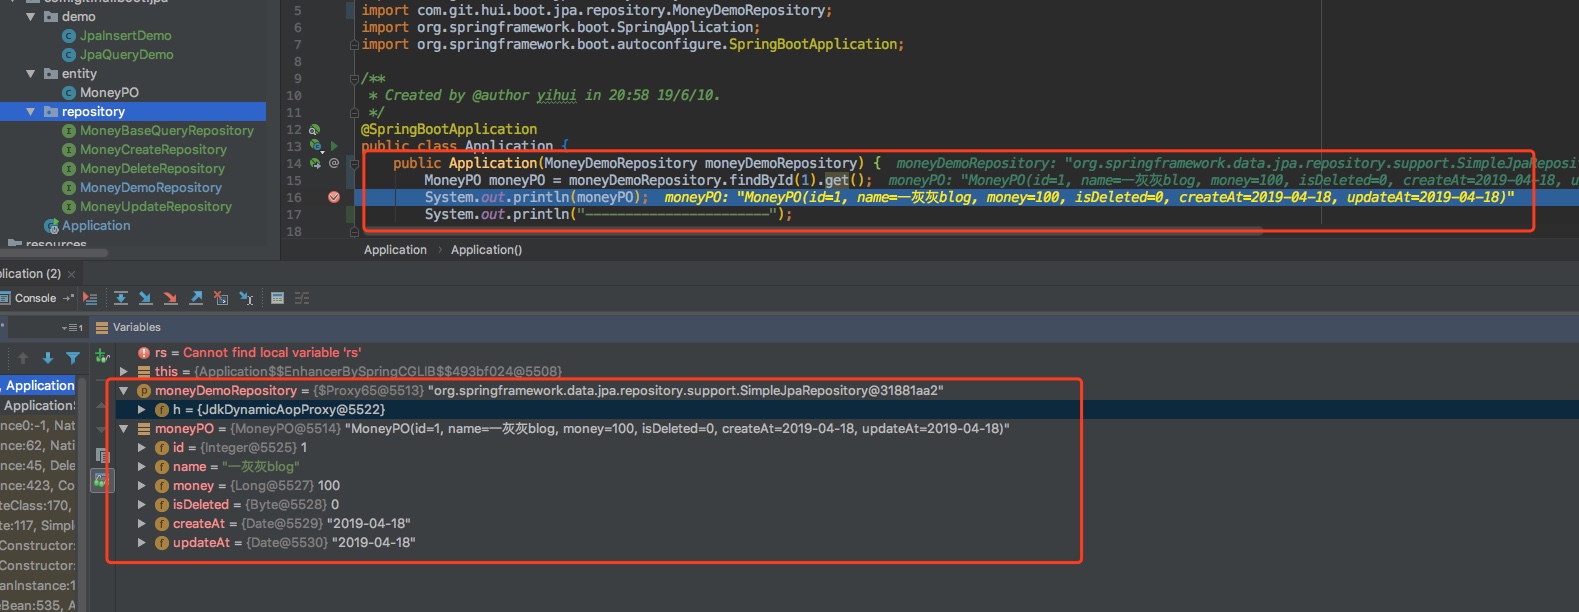 demo
JpaInsertDemo
JpaQueryDemo
entity
MoneyPO
repository
MoneyBaseQueryRepository
MoneyCreateRepository
MoneyDeleteRepository
MoneyDemoRepository
MoneyUpdateRepository
Application
resources
5 import com.git.hui.boot.jpa.repository.MoneyDemoRepository;
6 import org.springframework.boot.SpringApplication;
7 import org.springframework.boot.autoconfigure.SpringBootApplication;
8
9 /**
10 * Created by @author yihui in 20:58 19/6/10.
11 */
12 @SpringBootApplication
13 public class Application {
14 @ public Application(MoneyDemoRepository moneyDemoRepository) { moneyDemoRepository: "org.springframework.data.jpa.repository.support.SimpleJpaReposit
15 MoneyPO moneyPO = moneyDemoRepository.findById(1).get(); moneyPO: "MoneyPO(id=1, name=一灰灰blog, money=100, isDeleted=0, createAt=2019-04-18, u
16 System.out.println(moneyPO); moneyPO: "MoneyPO(id=1, name=一灰灰blog, money=100, isDeleted=0, createAt=2019-04-18, updateAt=2019-04-18)"
17 System.out.println("-----------------------");
18
Application › Application()
plication (2) ×
Console
Variables
rs = Cannot find local variable 'rs'
this = {Application$$EnhancerBySpringCGLIB$$493bf024@5508}
moneyDemoRepository = {$Proxy65@5513} "org.springframework.data.jpa.repository.support.SimpleJpaRepository@31881aa2"
h = {JdkDynamicAopProxy@5522}
moneyPO = {MoneyPO@5514} "MoneyPO(id=1, name=一灰灰blog, money=100, isDeleted=0, createAt=2019-04-18, updateAt=2019-04-18)"
id = {Integer@5525} 1
name = "一灰灰blog"
money = {Long@5527} 100
isDeleted = {Byte@5528} 0
createAt = {Date@5529} "2019-04-18"
updateAt = {Date@5530} "2019-04-18"
, Application
Application:
nce0:-1, Nat
nce:62, Nati
nce:45, Dele
nce:423, Co
teClass:170,
te:117, Simpl
Constructor:
Constructor:
anInstance:1
eBean:535, A